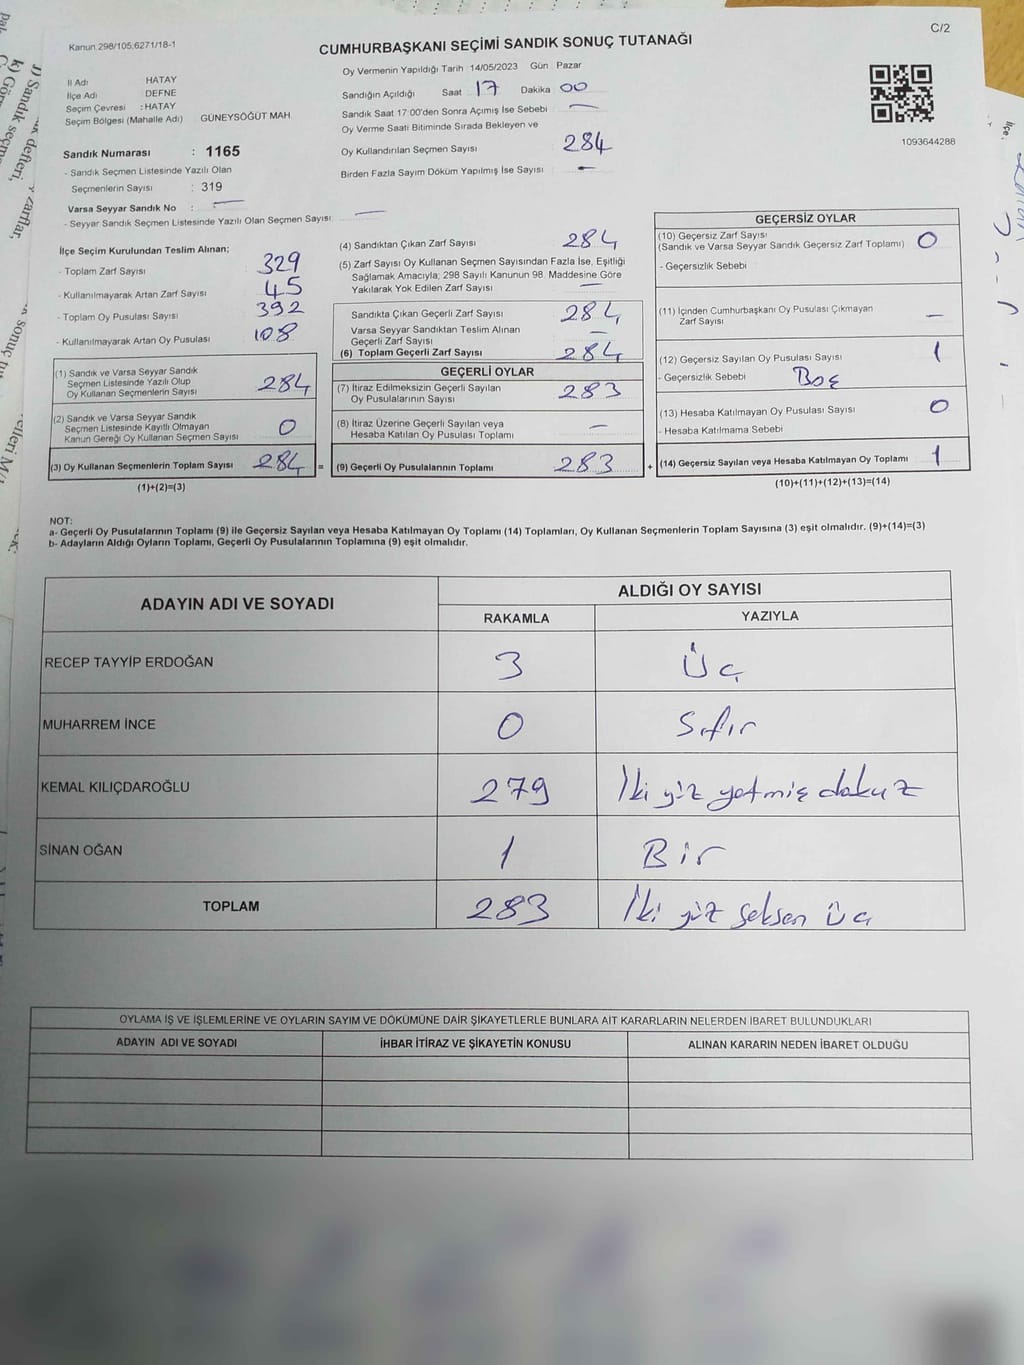 C/2
Kanun 298/105;6271/18-1
CUMHURBAŞKANI SEÇİMİ SANDIK SONUÇ TUTANAĞI
İl Adı HATAY
İlçe Adı DEFNE
Seçim Çevresi : HATAY
Seçim Bölgesi (Mahalle Adı) GÜNEYSÖĞÜT MAH.
Sandık Numarası : 1165
- Sandık Seçmen Listesinde Yazılı Olan
Seçmenlerin Sayısı : 319
Varsa Seyyar Sandık No : —
- Seyyar Sandık Seçmen Listesinde Yazılı Olan Seçmen Sayısı —
Oy Vermenin Yapıldığı Tarih 14/05/2023 Gün Pazar
Sandığın Açıldığı Saat 17 Dakika 00
Sandık Saat 17:00'den Sonra Açımış İse Sebebi —
Oy Verme Saati Bitiminde Sırada Bekleyen ve
Oy Kullandırılan Seçmen Sayısı 284
Birden Fazla Sayım Döküm Yapılmış İse Sayısı —
1093644288
İlçe Seçim Kurulundan Teslim Alınan;
- Toplam Zarf Sayısı 329
- Kullanılmayarak Artan Zarf Sayısı 45
- Toplam Oy Pusulası Sayısı 392
- Kullanılmayarak Artan Oy Pusulası 108
(1) Sandık ve Varsa Seyyar Sandık
Seçmen Listesinde Yazılı Olup
Oy Kullanan Seçmenlerin Sayısı 284
(2) Sandık ve Varsa Seyyar Sandık
Seçmen Listesinde Kayıtlı Olmayan
Kanun Gereği Oy Kullanan Seçmen Sayısı 0
(3) Oy Kullanan Seçmenlerin Toplam Sayısı 284 =
(1)+(2)=(3)
(4) Sandıktan Çıkan Zarf Sayısı 284
(5) Zarf Sayısı Oy Kullanan Seçmen Sayısından Fazla İse, Eşitliği
Sağlamak Amacıyla; 298 Sayılı Kanunun 98. Maddesine Göre
Yakılarak Yok Edilen Zarf Sayısı —
Sandıkta Çıkan Geçerli Zarf Sayısı 284
Varsa Seyyar Sandıktan Teslim Alınan
Geçerli Zarf Sayısı —
(6) Toplam Geçerli Zarf Sayısı 284
GEÇERLİ OYLAR
(7) İtiraz Edilmeksizin Geçerli Sayılan
Oy Pusulalarının Sayısı 283
(8) İtiraz Üzerine Geçerli Sayılan veya
Hesaba Katılan Oy Pusulası Toplamı —
(9) Geçerli Oy Pusulalarının Toplamı 283 +
GEÇERSİZ OYLAR
(10) Geçersiz Zarf Sayısı
(Sandık ve Varsa Seyyar Sandık Geçersiz Zarf Toplamı) 0
- Geçersizlik Sebebi
(11) İçinden Cumhurbaşkanı Oy Pusulası Çıkmayan
Zarf Sayısı —
(12) Geçersiz Sayılan Oy Pusulası Sayısı 1
- Geçersizlik Sebebi Boş
(13) Hesaba Katılmayan Oy Pusulası Sayısı 0
- Hesaba Katılmama Sebebi
(14) Geçersiz Sayılan veya Hesaba Katılmayan Oy Toplamı 1
(10)+(11)+(12)+(13)=(14)
NOT:
a- Geçerli Oy Pusulalarının Toplamı (9) ile Geçersiz Sayılan veya Hesaba Katılmayan Oy Toplamı (14) Toplamları, Oy Kullanan Seçmenlerin Toplam Sayısına (3) eşit olmalıdır. (9)+(14)=(3)
b- Adayların Aldığı Oyların Toplamı, Geçerli Oy Pusulalarının Toplamına (9) eşit olmalıdır.
ADAYIN ADI VE SOYADI ALDIĞI OY SAYISI
RAKAMLA YAZIYLA
RECEP TAYYİP ERDOĞAN 3 Üç
MUHARREM İNCE 0 Sıfır
KEMAL KILIÇDAROĞLU 279 İki yüz yetmiş dokuz
SİNAN OĞAN 1 Bir
TOPLAM 283 İki yüz seksen üç
OYLAMA İŞ VE İŞLEMLERİNE VE OYLARIN SAYIM VE DÖKÜMÜNE DAİR ŞİKAYETLERLE BUNLARA AİT KARARLARIN NELERDEN İBARET BULUNDUKLARI
ADAYIN ADI VE SOYADI İHBAR İTİRAZ VE ŞİKAYETİN KONUSU ALINAN KARARIN NEDEN İBARET OLDUĞU